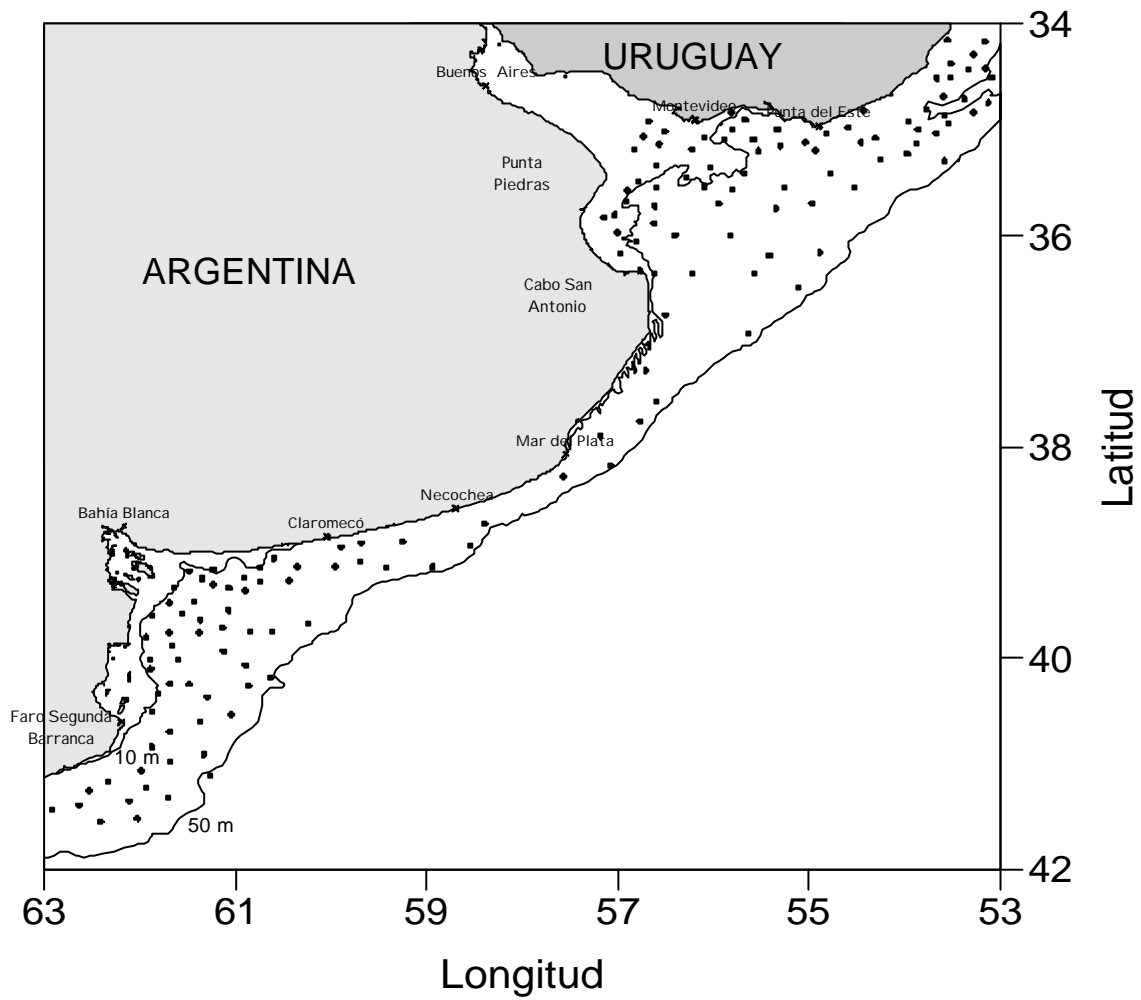 34
URUGUAY
Buenos Aires
Montevideo
Punta del Este
Punta
Piedras
36
ARGENTINA
Cabo San
Antonio
Latitud
38
Mar del Plata
Necochea
Bahía Blanca
Claromecó
40
Faro Segunda
Barranca
10 m
50 m
42
63
61
59
57
55
53
Longitud